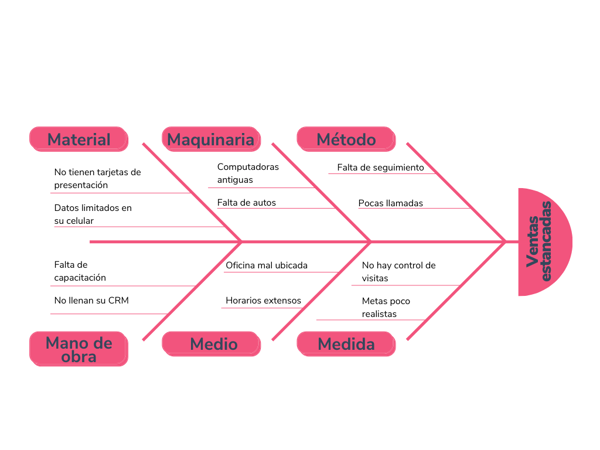 Material
Maquinaria
Método
No tienen tarjetas de
presentación
Datos limitados en
su celular
Computadoras
antiguas
Falta de autos
Falta de seguimiento
Pocas llamadas
Ventas
estancadas
Falta de
capacitación
No llenan su CRM
Oficina mal ubicada
Horarios extensos
No hay control de
visitas
Metas poco
realistas
Mano de
obra
Medio
Medida